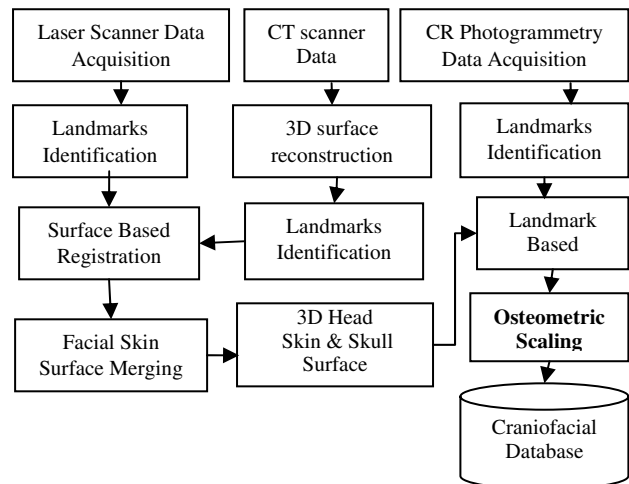 Laser Scanner Data
Acquisition
CT scanner
Data
CR Photogrammetry
Data Acquisition
Landmarks
Identification
3D surface
reconstruction
Landmarks
Identification
Surface Based
Registration
Landmarks
Identification
Landmark
Based
Facial Skin
Surface Merging
3D Head
Skin & Skull
Surface
Osteometric
Scaling
Craniofacial
Database